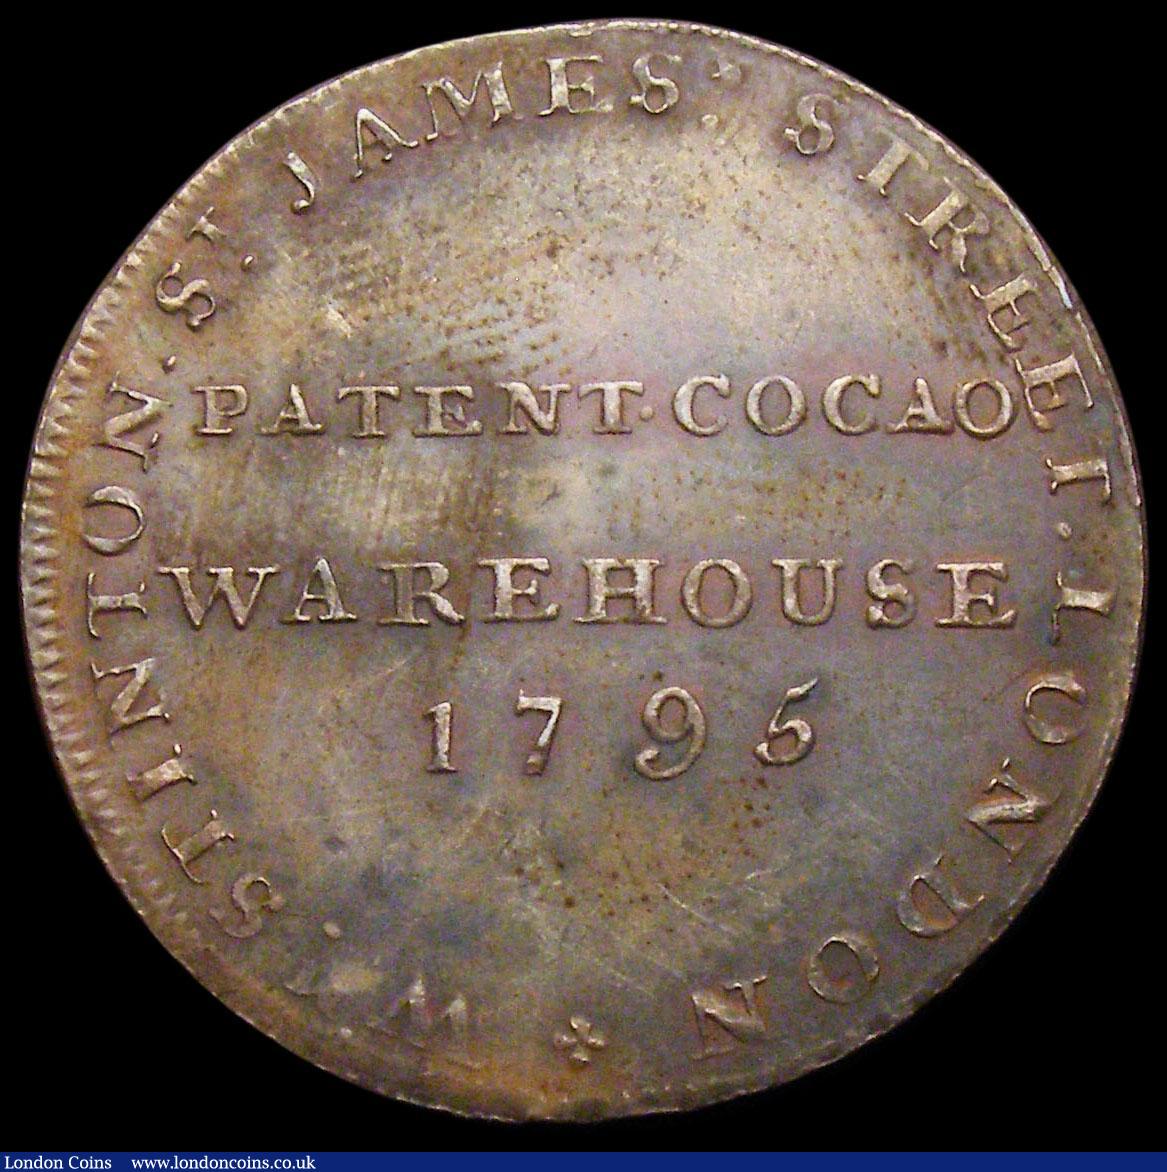 W. STINTON. ST. JAMES'. STREET. LONDON
PATENT·COCAO
WAREHOUSE
1795
London Coins www.londoncoins.co.uk